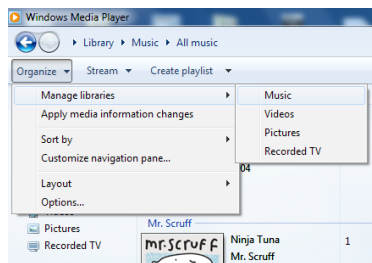 Windows Media Player
Library Music All music
Organize Stream Create playlist
Manage libraries
Apply media information changes
Sort by
Customize navigation pane...
Layout
Options...
Music
Videos
Pictures
Recorded TV
04
Videos
Pictures
Recorded TV
Mr. Scruff
mr.scruff
Ninja Tuna
Mr. Scruff
1